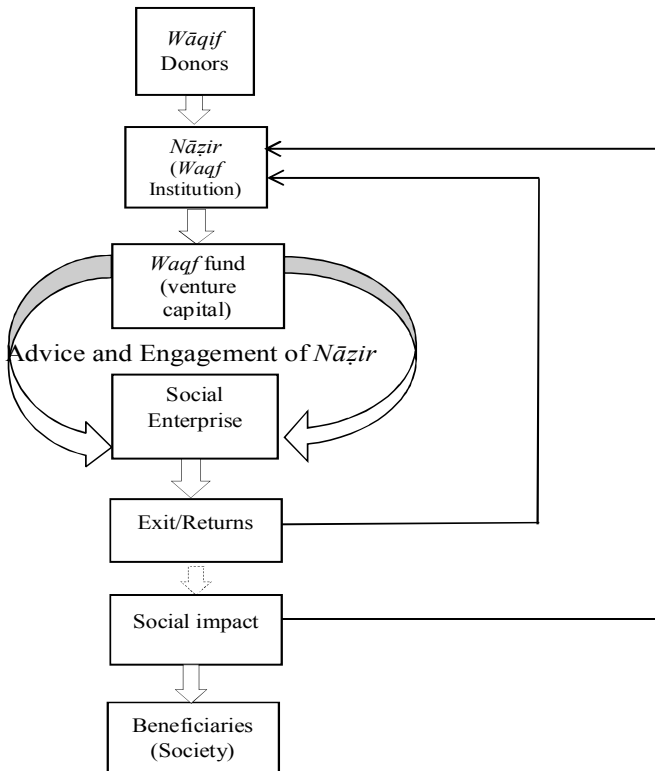 Wāqif
Donors
Nāẓir
(Waqf
Institution)
Waqf fund
(venture
capital)
Advice and Engagement of Nāẓir
Social
Enterprise
Exit/Returns
Social impact
Beneficiaries
(Society)